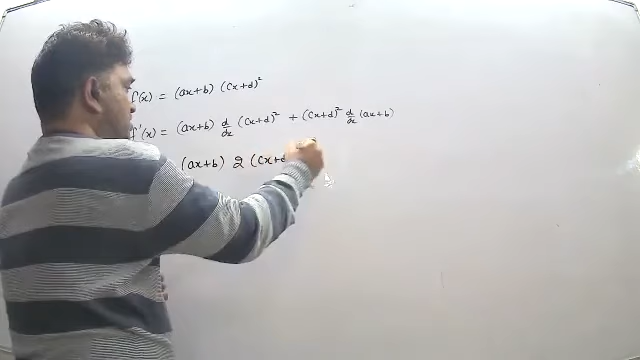 f(x) = (ax+b) (cx+d)²
f'(x) = (ax+b) d/dx (cx+d)² + (cx+d)² d/dx (ax+b)
(ax+b) 2 (cx+d